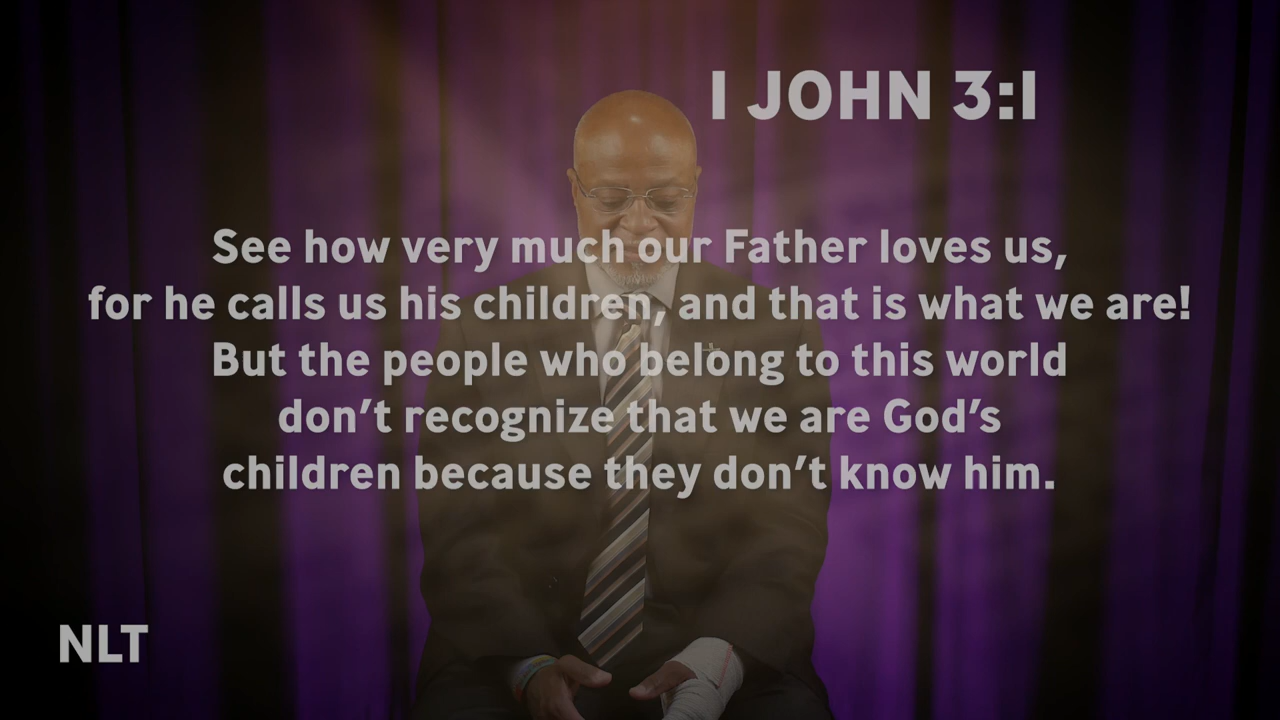 I JOHN 3:I
See how very much our Father loves us,
for he calls us his children, and that is what we are!
But the people who belong to this world
don't recognize that we are God's
children because they don't know him.
NLT